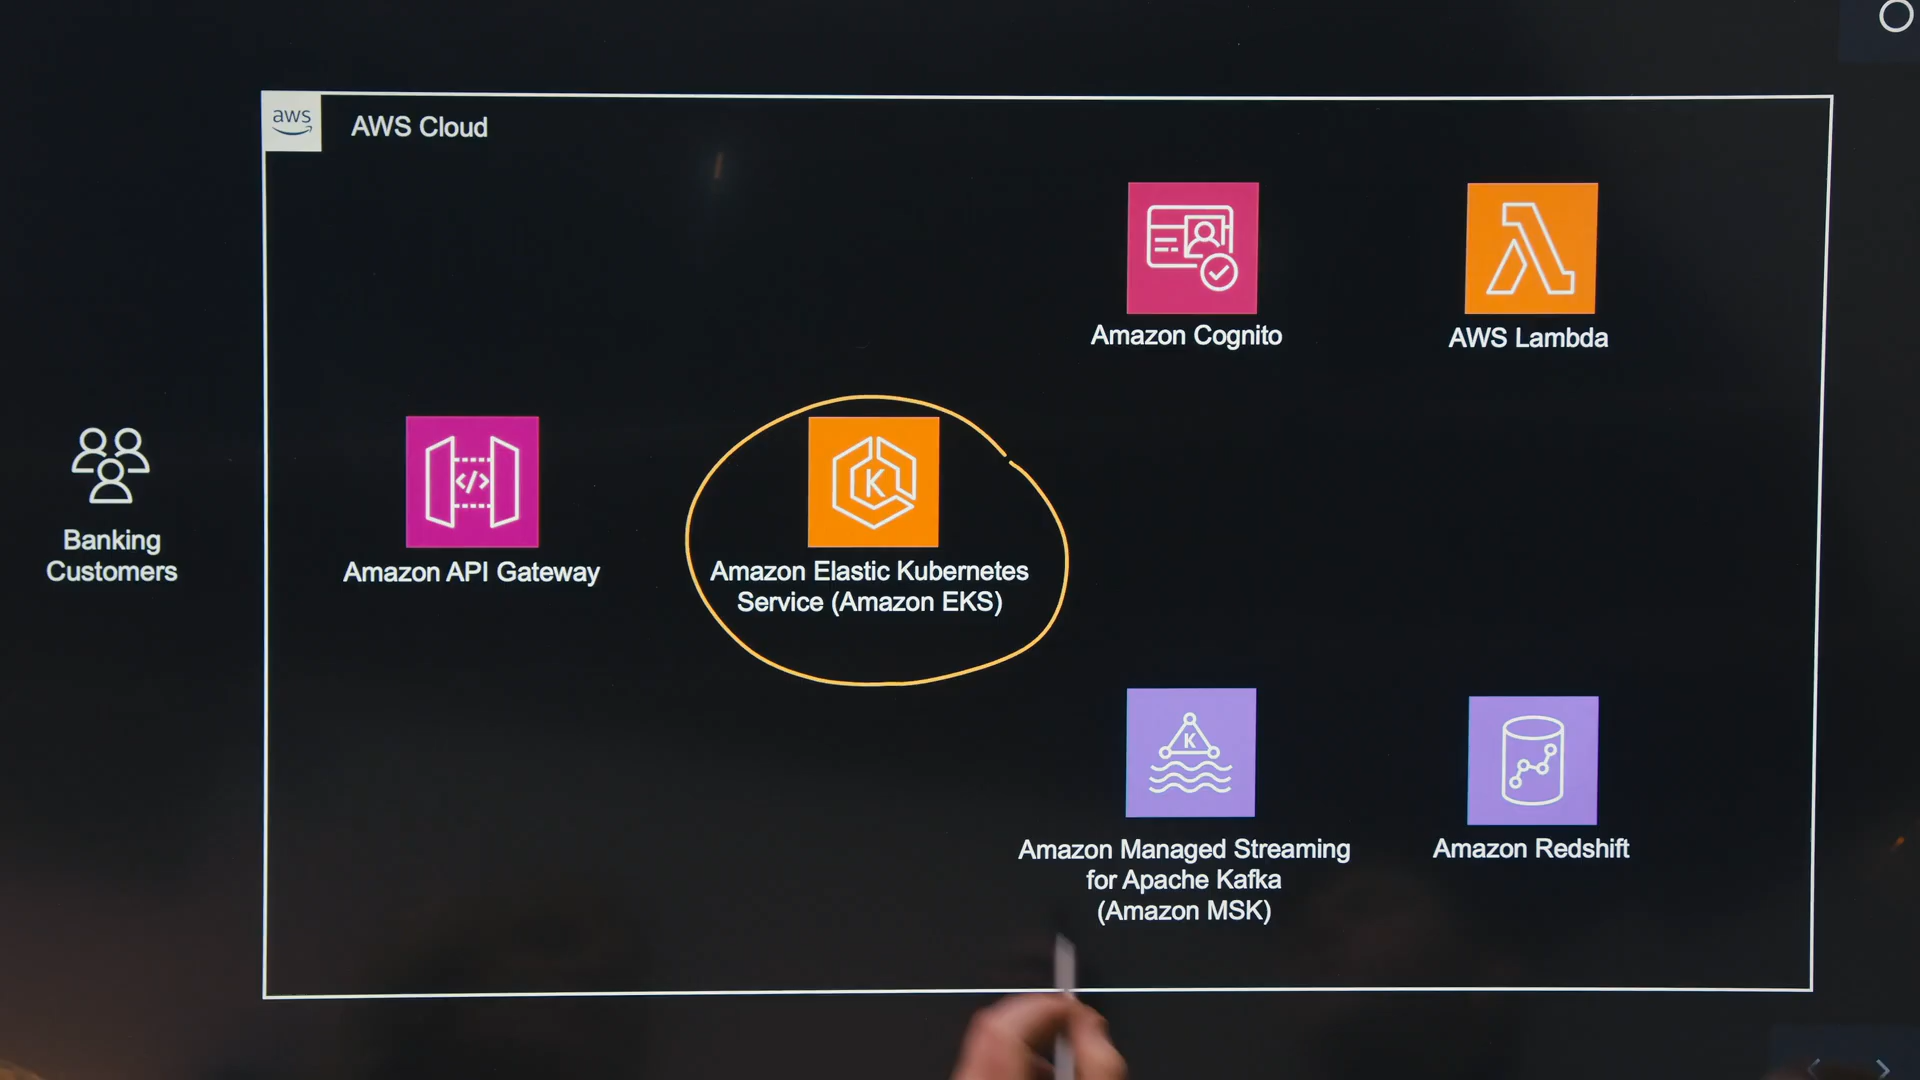 aws
AWS Cloud
Amazon Cognito
AWS Lambda
Banking
Customers
Amazon API Gateway
</>
K
Amazon Elastic Kubernetes
Service (Amazon EKS)
K
Amazon Managed Streaming
for Apache Kafka
(Amazon MSK)
Amazon Redshift